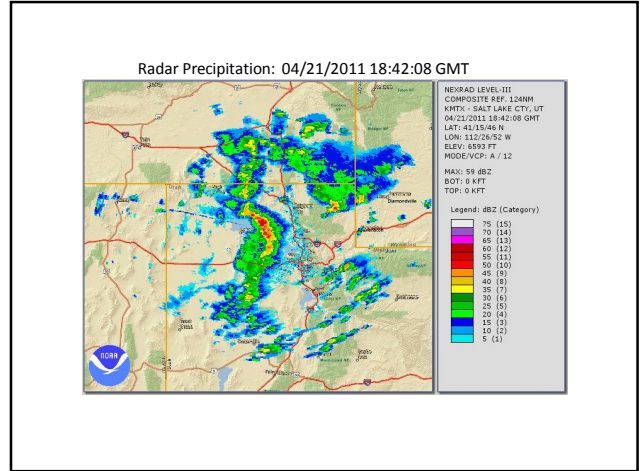 Radar Precipitation: 04/21/2011 18:42:08 GMT
NEXRAD LEVEL-III
COMPOSITE REF. 124NM
KMTX - SALT LAKE CTY, UT
04/21/2011 18:42:08 GMT
LAT: 41/15/46 N
LON: 112/26/52 W
ELEV: 6593 FT
MODE/VCP: A / 12
MAX: 59 dBZ
BOT: 0 KFT
TOP: 0 KFT
Legend: dBZ (Category)
75 (15)
70 (14)
65 (13)
60 (12)
55 (11)
50 (10)
45 (9)
40 (8)
35 (7)
30 (6)
25 (5)
20 (4)
15 (3)
10 (2)
5 (1)
Diamondville
NOAA